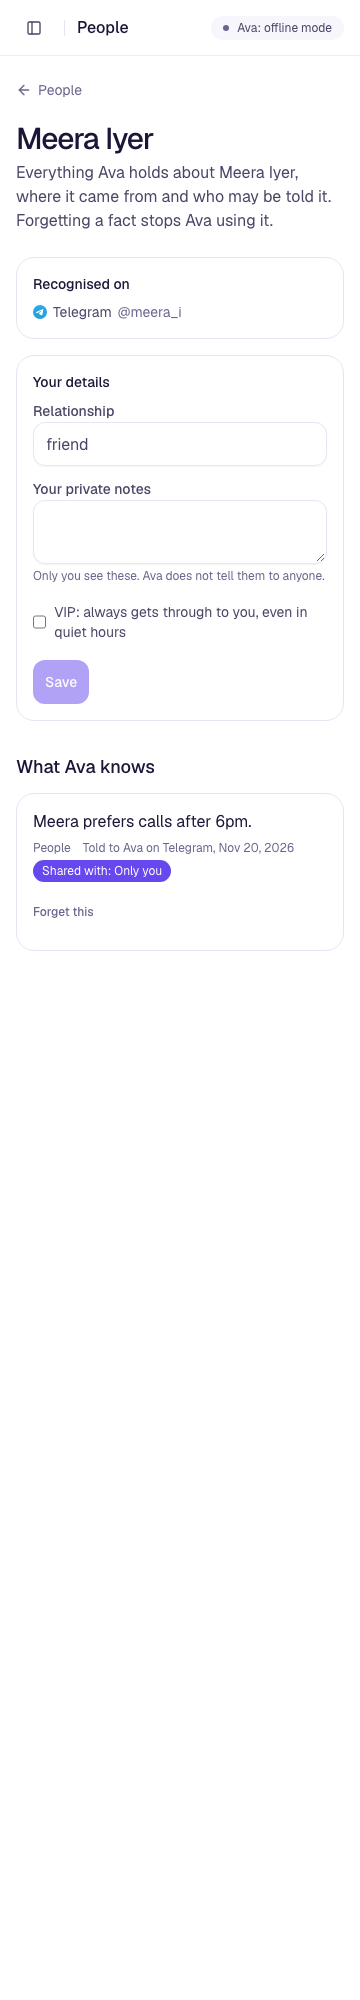 People
Ava: offline mode
People
Meera Iyer
Everything Ava holds about Meera Iyer,
where it came from and who may be told it.
Forgetting a fact stops Ava using it.
Recognised on
Telegram @meera_i
Your details
Relationship
friend
Your private notes
Only you see these. Ava does not tell them to anyone.
VIP: always gets through to you, even in
quiet hours
Save
What Ava knows
Meera prefers calls after 6pm.
People Told to Ava on Telegram, Nov 20, 2026
Shared with: Only you
Forget this